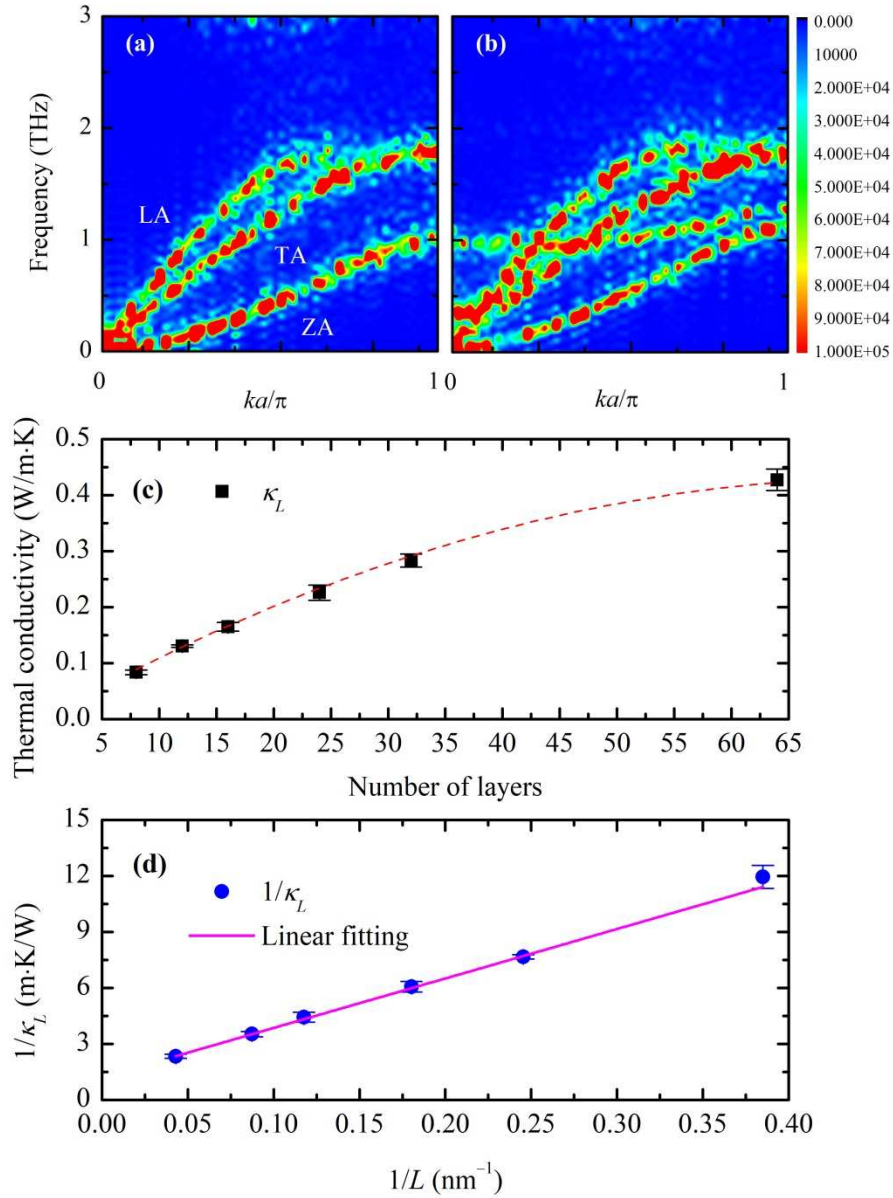 3
2
1
0
Frequency (THz)
(a)
LA
TA
ZA
0
1
ka/π
(b)
0
1
ka/π
0.000
10000
2.000E+04
3.000E+04
4.000E+04
5.000E+04
6.000E+04
7.000E+04
8.000E+04
9.000E+04
1.000E+05
0.5
0.4
0.3
0.2
0.1
0.0
Thermal conductivity (W/m·K)
(c)
κL
5 10 15 20 25 30 35 40 45 50 55 60 65
Number of layers
15
12
9
6
3
0
1/κL (m·K/W)
(d)
1/κL
Linear fitting
0.00 0.05 0.10 0.15 0.20 0.25 0.30 0.35 0.40
1/L (nm⁻¹)